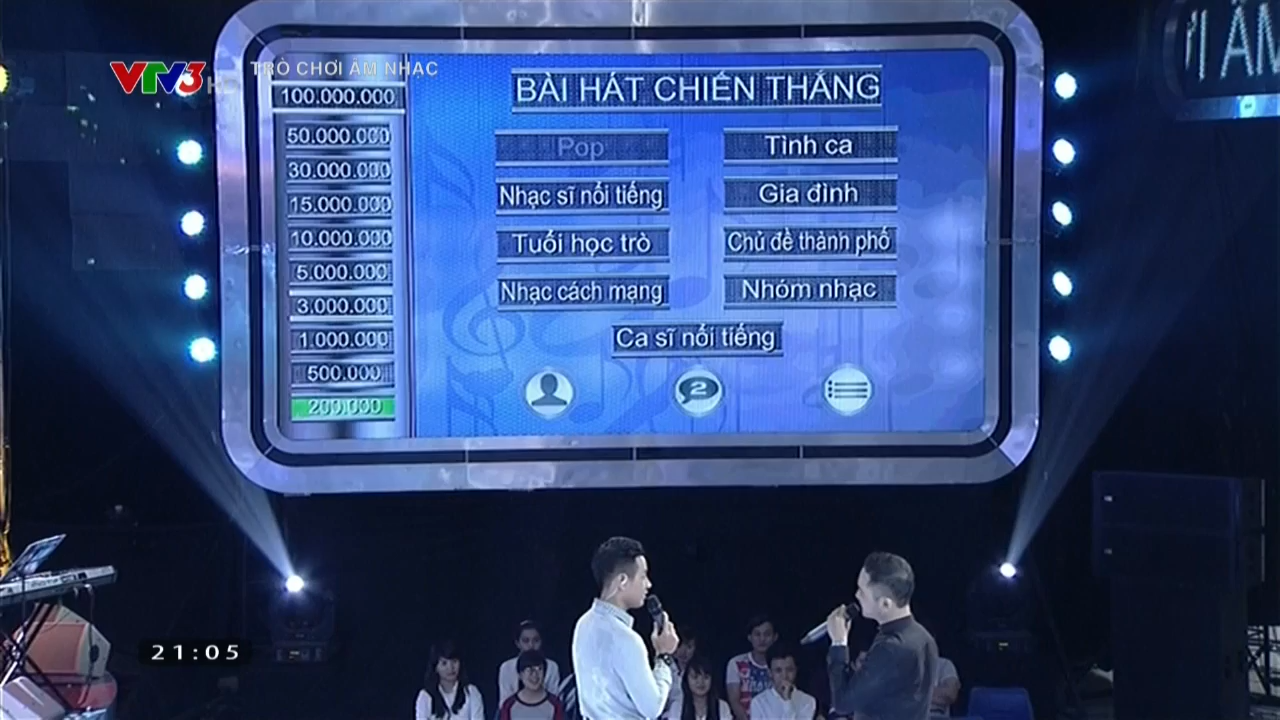 VTV3
TRÒ CHƠI ÂM NHẠC
100.000.000
50.000.000
30.000.000
15.000.000
10.000.000
5.000.000
3.000.000
1.000.000
500.000
200.000
BÀI HÁT CHIẾN THẮNG
Pop
Tình ca
Nhạc sĩ nổi tiếng
Gia đình
Tuổi học trò
Chủ đề thành phố
Nhạc cách mạng
Nhóm nhạc
Ca sĩ nổi tiếng
2
21:05